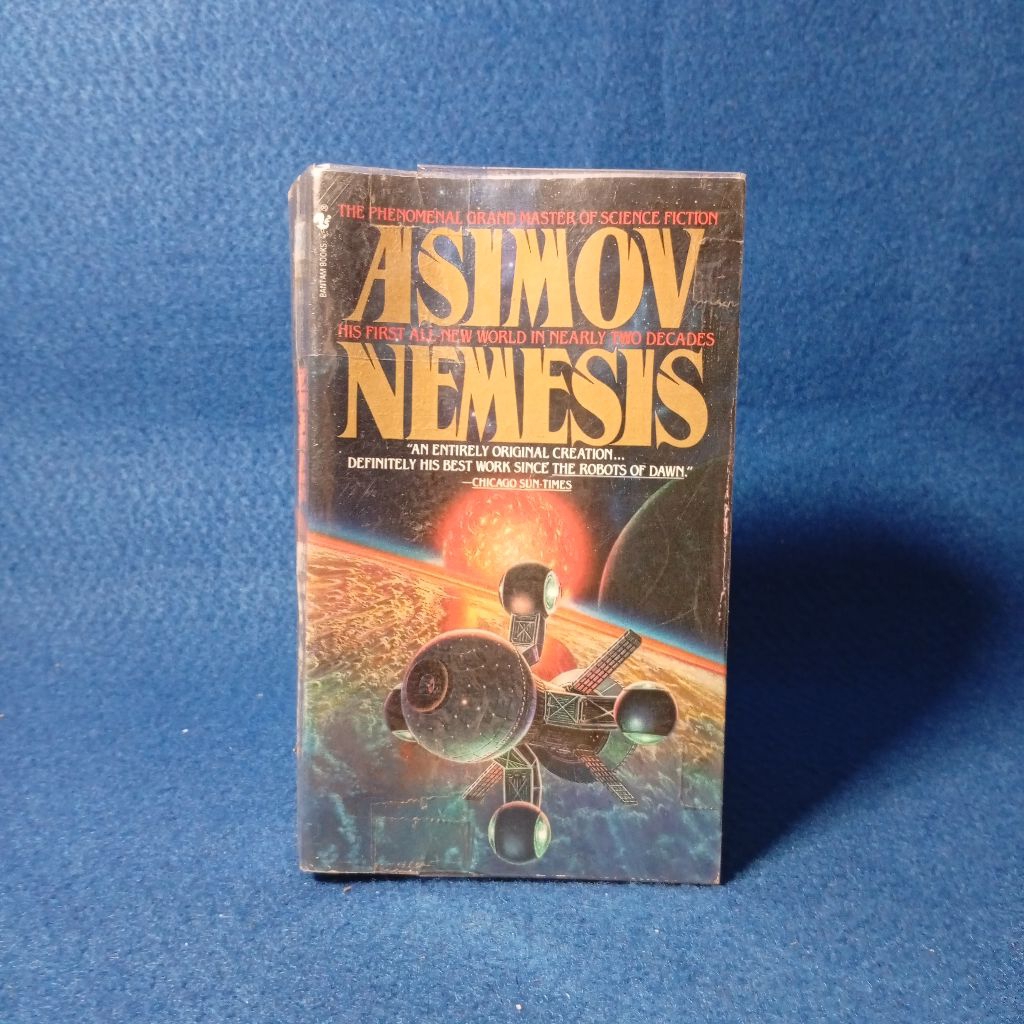 THE PHENOMENAL GRAND MASTER OF SCIENCE FICTION
ASIMOV
HIS FIRST ALL-NEW WORLD IN NEARLY TWO DECADES
NEMESIS
"AN ENTIRELY ORIGINAL CREATION...
DEFINITELY HIS BEST WORK SINCE THE ROBOTS OF DAWN."
—CHICAGO SUN-TIMES
BANTAM BOOKS